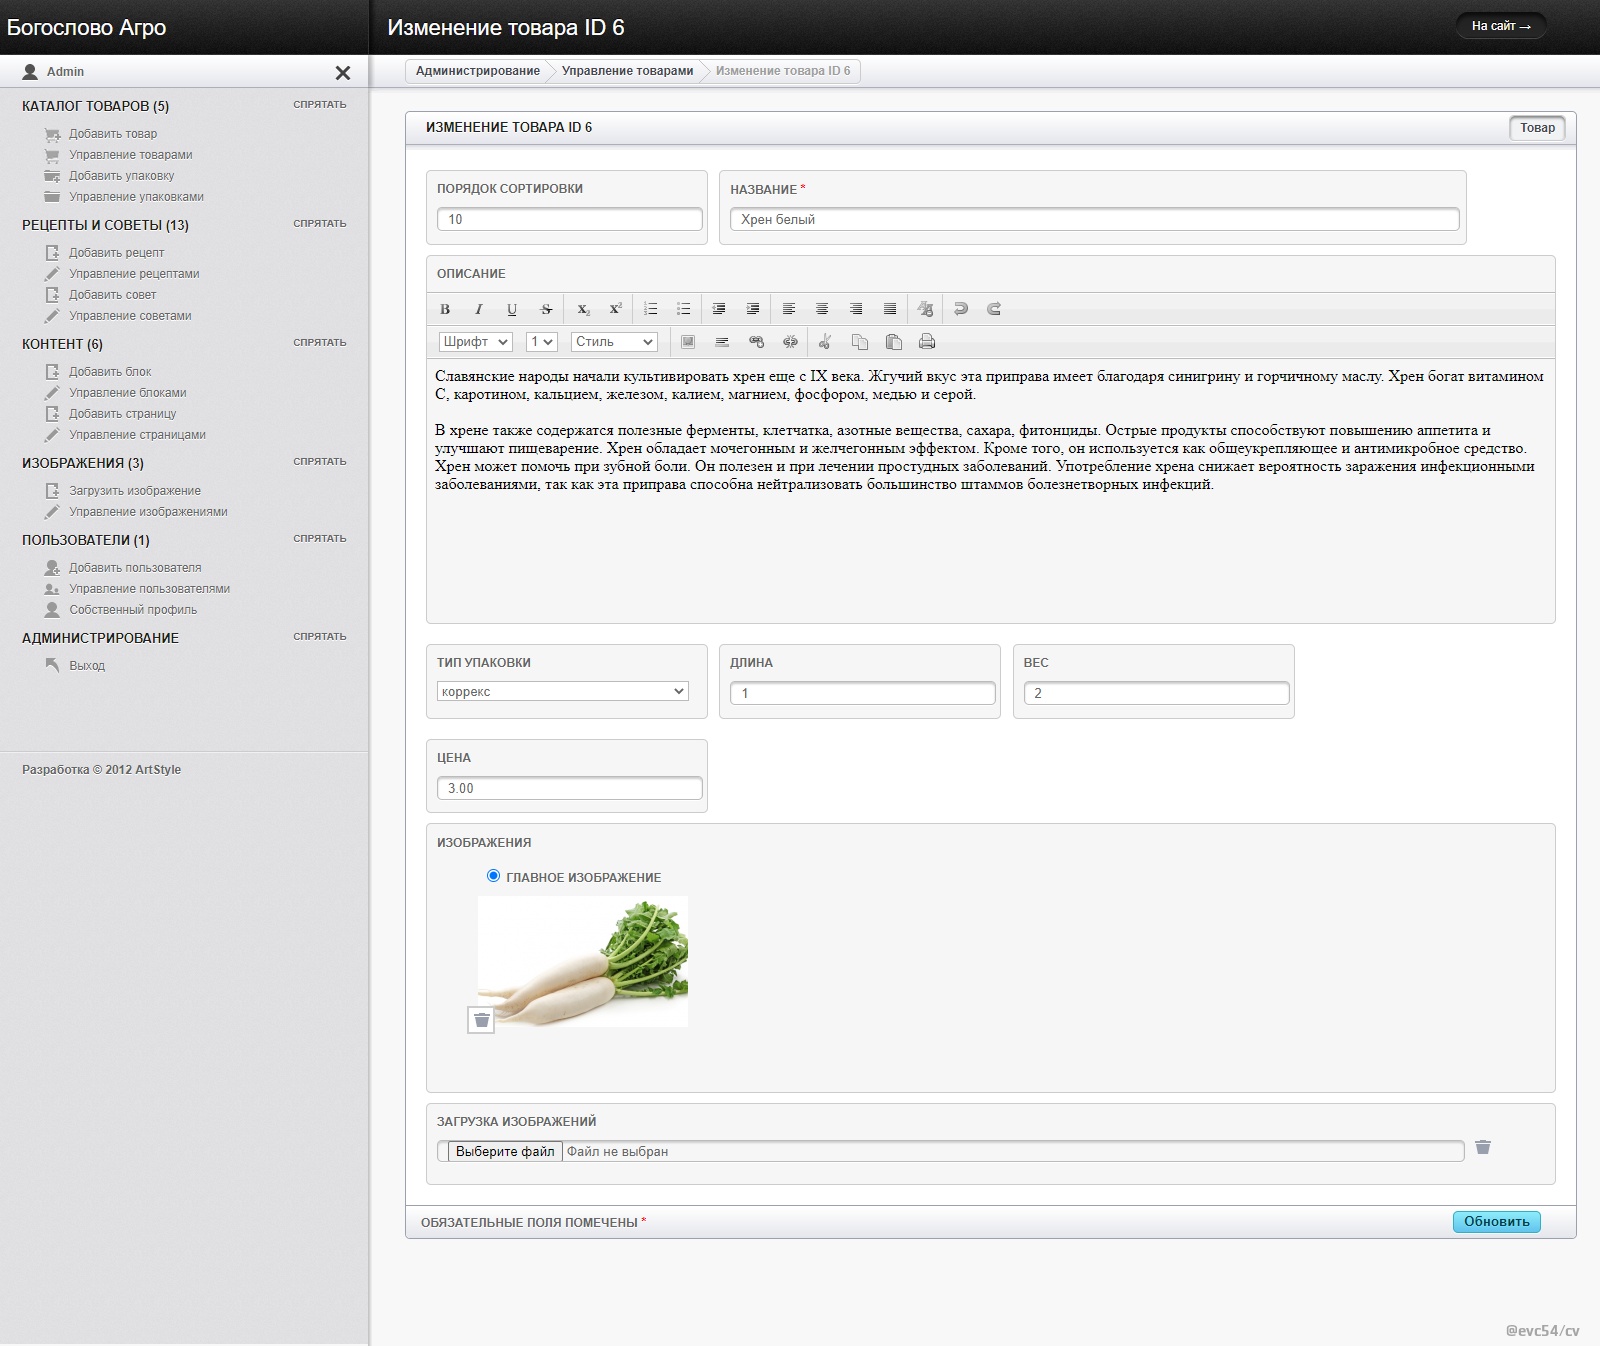 Богослово Агро
Изменение товара ID 6
На сайт →
Admin
Администрирование
Управление товарами
Изменение товара ID 6
КАТАЛОГ ТОВАРОВ (5)
СПРЯТАТЬ
Добавить товар
Управление товарами
Добавить упаковку
Управление упаковками
РЕЦЕПТЫ И СОВЕТЫ (13)
СПРЯТАТЬ
Добавить рецепт
Управление рецептами
Добавить совет
Управление советами
КОНТЕНТ (6)
СПРЯТАТЬ
Добавить блок
Управление блоками
Добавить страницу
Управление страницами
ИЗОБРАЖЕНИЯ (3)
СПРЯТАТЬ
Загрузить изображение
Управление изображениями
ПОЛЬЗОВАТЕЛИ (1)
СПРЯТАТЬ
Добавить пользователя
Управление пользователями
Собственный профиль
АДМИНИСТРИРОВАНИЕ
СПРЯТАТЬ
Выход
Разработка © 2012 ArtStyle
ИЗМЕНЕНИЕ ТОВАРА ID 6
Товар
ПОРЯДОК СОРТИРОВКИ
10
НАЗВАНИЕ *
Хрен белый
ОПИСАНИЕ
B I U S x₂ x²
Шрифт 1 Стиль
Славянские народы начали культивировать хрен еще с IX века. Жгучий вкус эта приправа имеет благодаря синигрину и горчичному маслу. Хрен богат витамином
С, каротином, кальцием, железом, калием, магнием, фосфором, медью и серой.
В хрене также содержатся полезные ферменты, клетчатка, азотные вещества, сахара, фитонциды. Острые продукты способствуют повышению аппетита и
улучшают пищеварение. Хрен обладает мочегонным и желчегонным эффектом. Кроме того, он используется как общеукрепляющее и антимикробное средство.
Хрен может помочь при зубной боли. Он полезен и при лечении простудных заболеваний. Употребление хрена снижает вероятность заражения инфекционными
заболеваниями, так как эта приправа способна нейтрализовать большинство штаммов болезнетворных инфекций.
ТИП УПАКОВКИ
коррекс
ДЛИНА
1
ВЕС
2
ЦЕНА
3.00
ИЗОБРАЖЕНИЯ
ГЛАВНОЕ ИЗОБРАЖЕНИЕ
ЗАГРУЗКА ИЗОБРАЖЕНИЙ
Выберите файл Файл не выбран
ОБЯЗАТЕЛЬНЫЕ ПОЛЯ ПОМЕЧЕНЫ *
Обновить
@evc54/cv